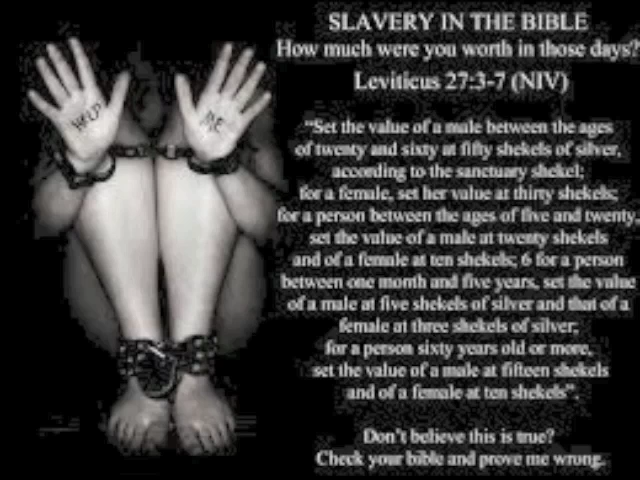 HELP
ME
SLAVERY IN THE BIBLE
How much were you worth in those days?
Leviticus 27:3-7 (NIV)
"Set the value of a male between the ages
of twenty and sixty at fifty shekels of silver,
according to the sanctuary shekel;
for a female, set her value at thirty shekels;
for a person between the ages of five and twenty,
set the value of a male at twenty shekels
and of a female at ten shekels; 6 for a person
between one month and five years, set the value
of a male at five shekels of silver and that of a
female at three shekels of silver;
for a person sixty years old or more,
set the value of a male at fifteen shekels
and of a female at ten shekels".
Don't believe this is true?
Check your bible and prove me wrong.